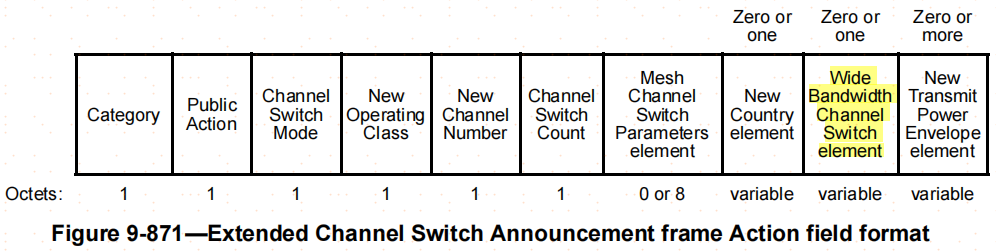 Zero or one
Zero or one
Zero or more
Category
Public Action
Channel Switch Mode
New Operating Class
New Channel Number
Channel Switch Count
Mesh Channel Switch Parameters element
New Country element
Wide Bandwidth Channel Switch element
New Transmit Power Envelope element
Octets: 1 1 1 1 1 1 0 or 8 variable variable variable
Figure 9-871—Extended Channel Switch Announcement frame Action field format